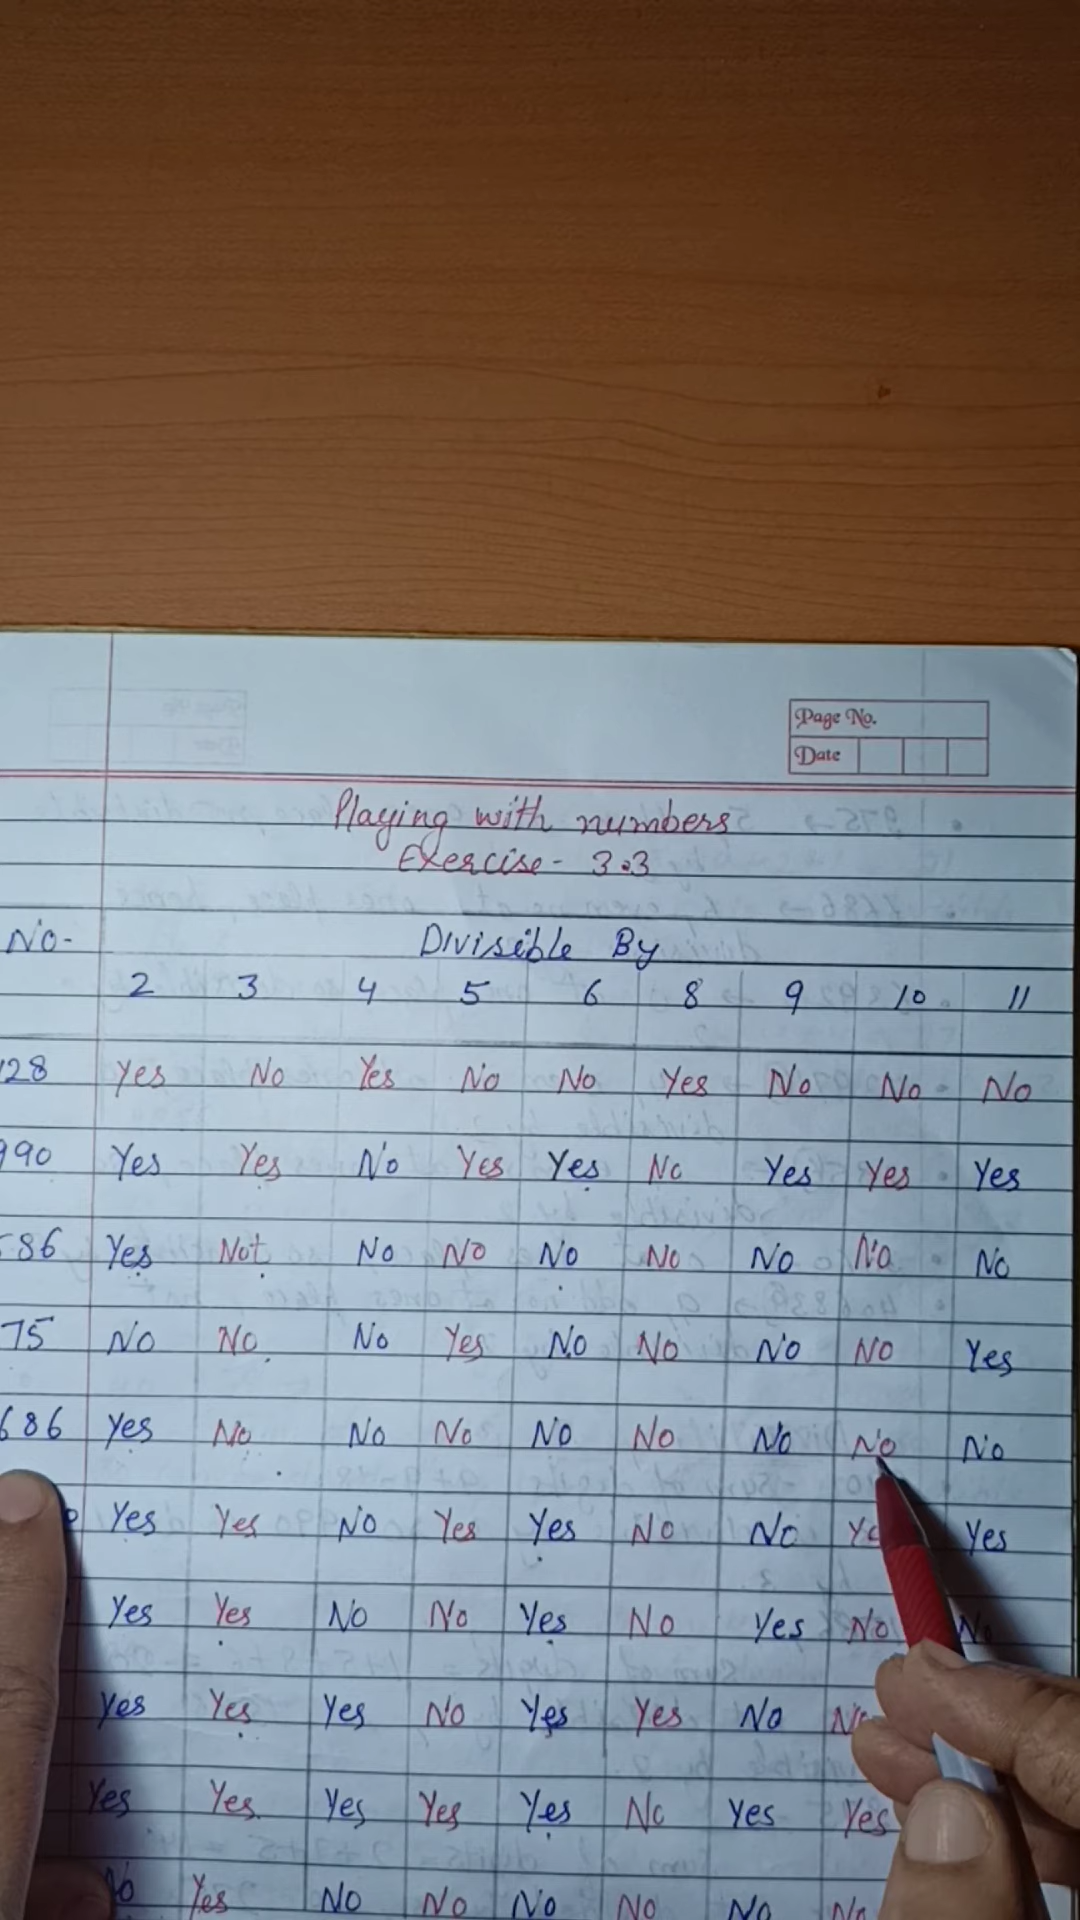 Page No.
Date
Playing with numbers
Exercise - 3.3
No. Divisible By
2 3 4 5 6 8 9 10 11
128 Yes No Yes No No Yes No No No
990 Yes Yes No Yes Yes No Yes Yes Yes
586 Yes Not No No No No No No No
75 No No No Yes No No No No Yes
686 Yes No No No No No No No No
Yes Yes No Yes Yes No No Yes
Yes Yes No No Yes No Yes No No
Yes Yes Yes No Yes Yes No No
Yes Yes Yes Yes Yes No Yes Yes
No Yes No No No No No No